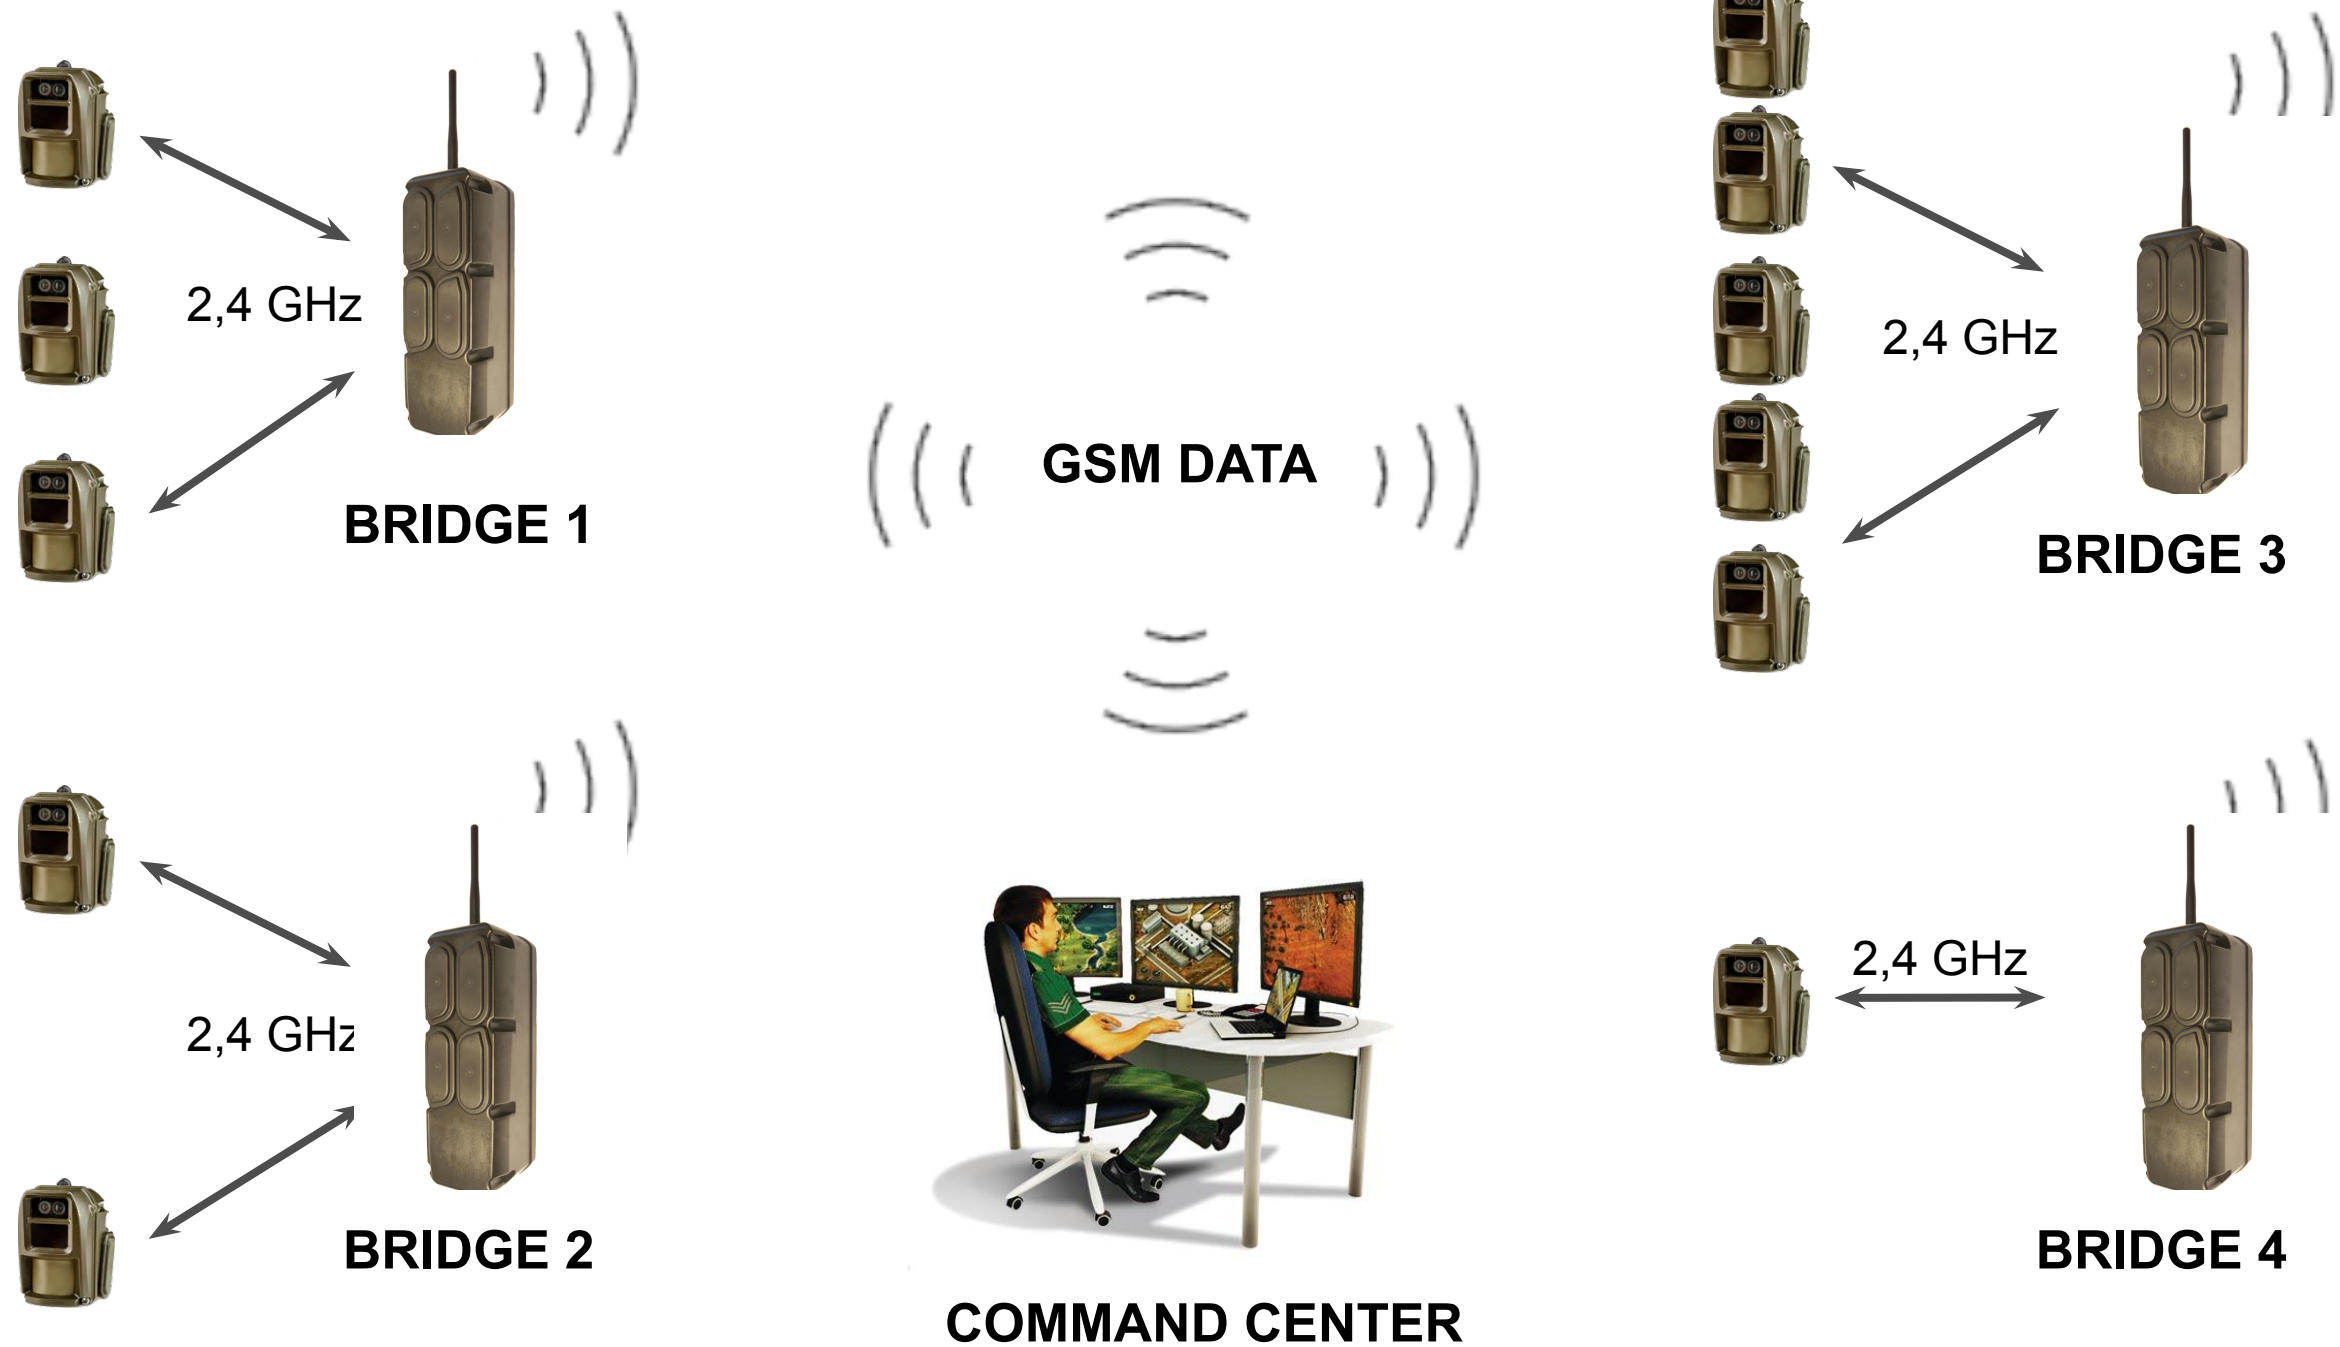 2,4 GHz
BRIDGE 1
GSM DATA
2,4 GHz
BRIDGE 3
2,4 GHz
BRIDGE 2
COMMAND CENTER
2,4 GHz
BRIDGE 4